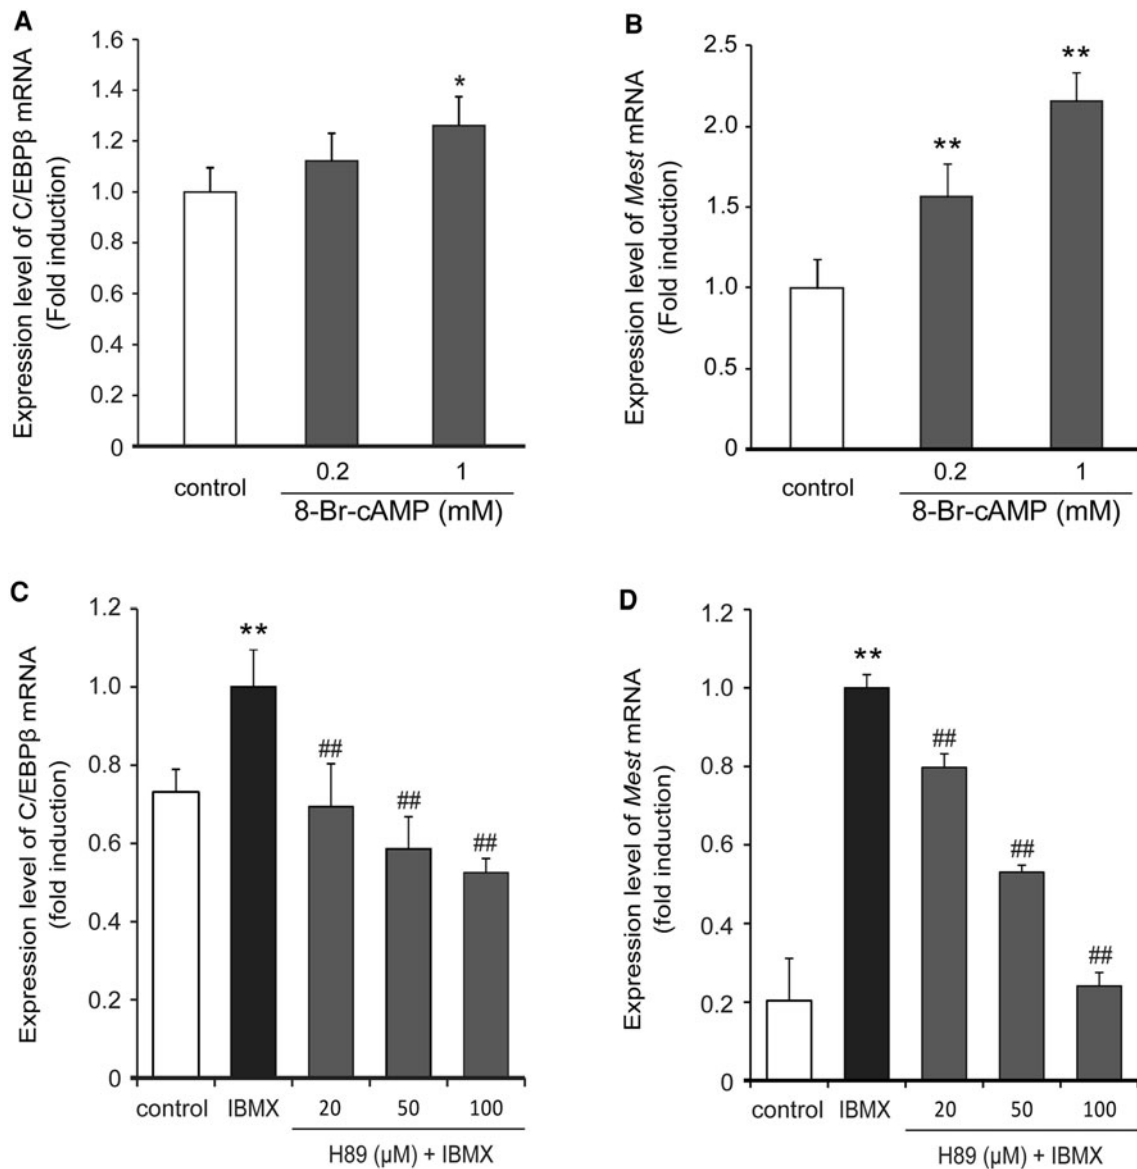 A
Expression level of C/EBPβ mRNA
(Fold induction)
1.6
1.4
1.2
1.0
0.8
0.6
0.4
0.2
0
*
control
0.2
1
8-Br-cAMP (mM)
B
Expression level of Mest mRNA
(Fold induction)
2.5
2.0
1.5
1.0
0.5
0
**
**
control
0.2
1
8-Br-cAMP (mM)
C
Expression level of C/EBPβ mRNA
(fold induction)
1.2
1.0
0.8
0.6
0.4
0.2
0
**
##
##
##
control
IBMX
20
50
100
H89 (μM) + IBMX
D
Expression level of Mest mRNA
(fold induction)
1.2
1.0
0.8
0.6
0.4
0.2
0
**
##
##
##
control
IBMX
20
50
100
H89 (μM) + IBMX